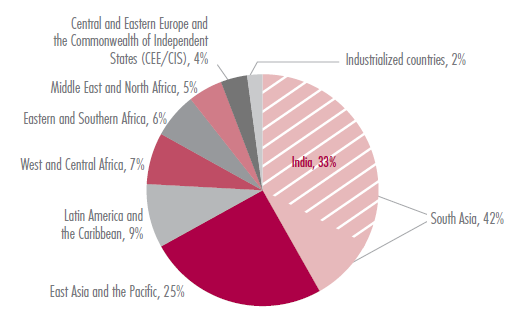 Central and Eastern Europe and
the Commonwealth of Independent
States (CEE/CIS), 4%
Industrialized countries, 2%
Middle East and North Africa, 5%
Eastern and Southern Africa, 6%
India, 33%
West and Central Africa, 7%
South Asia, 42%
Latin America and
the Caribbean, 9%
East Asia and the Pacific, 25%